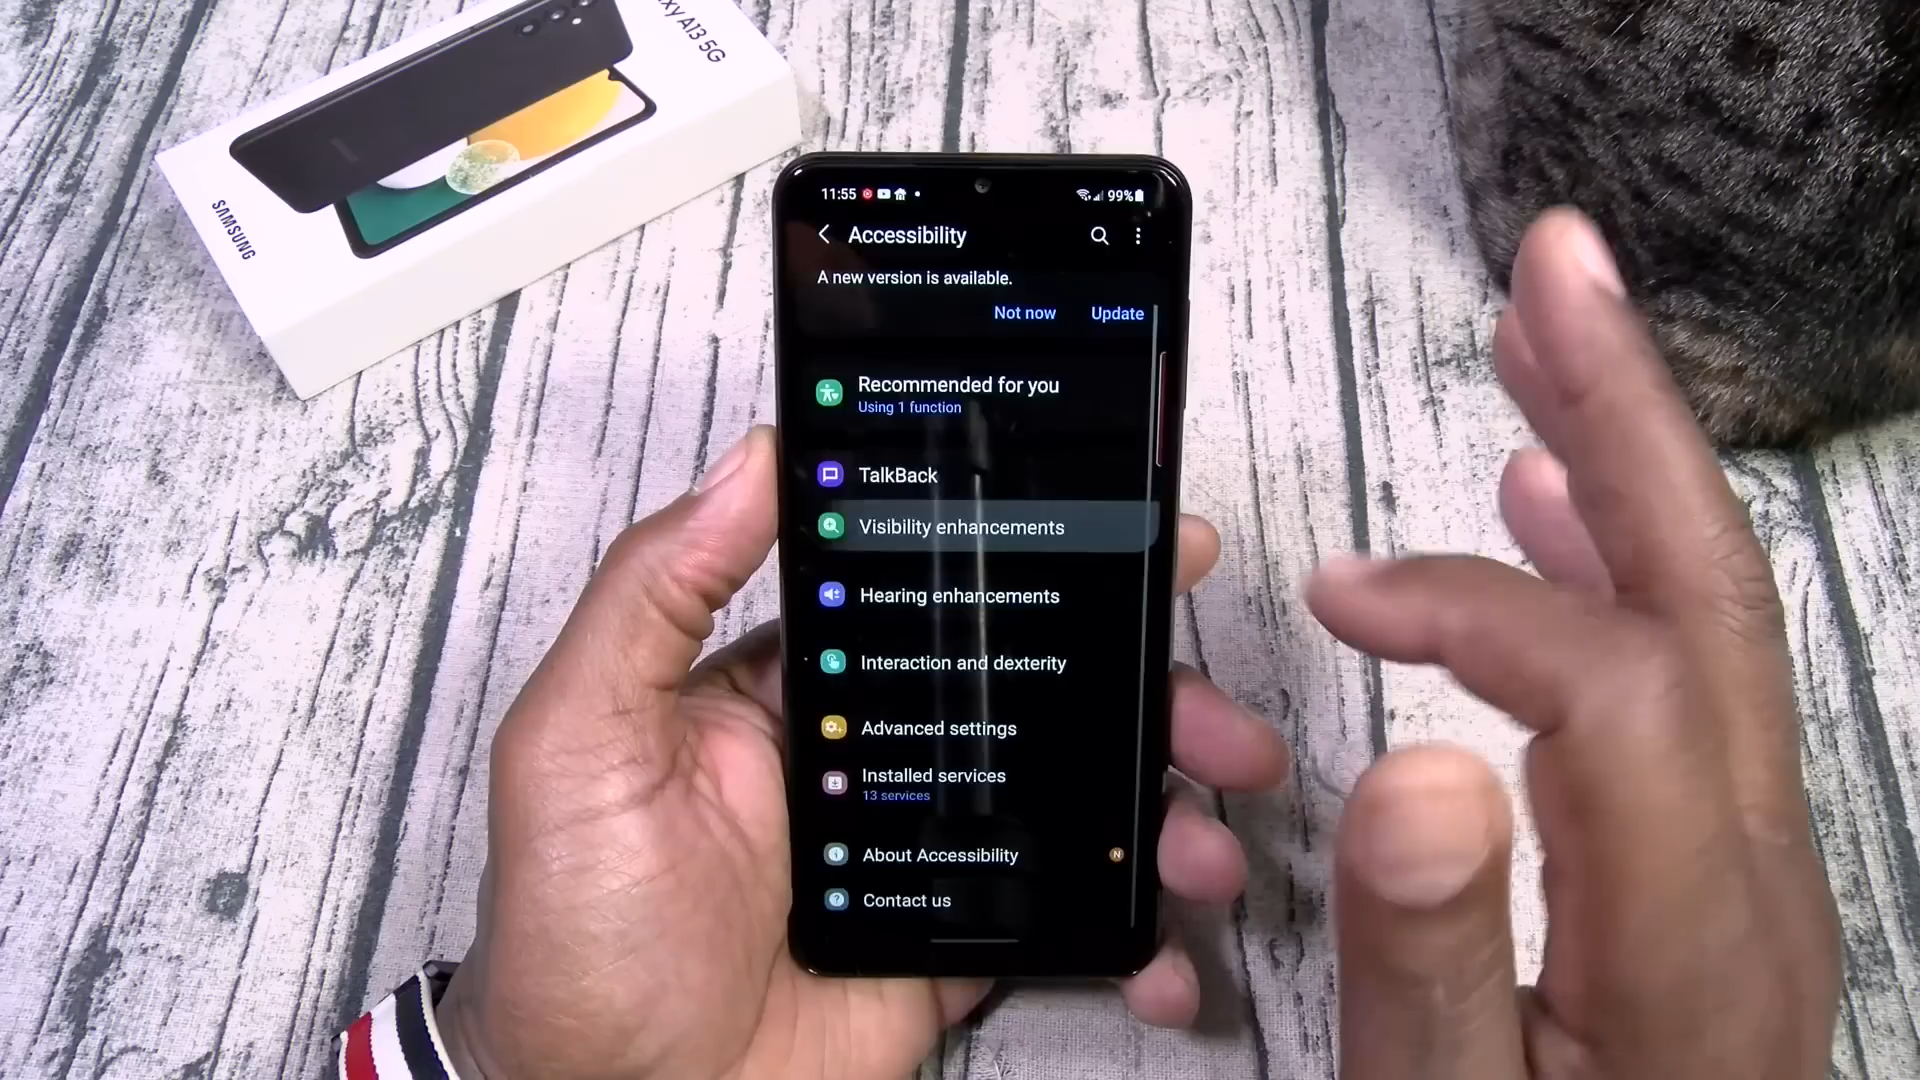 A13 5G
SAMSUNG
11:55
99%
Accessibility
A new version is available.
Not now
Update
Recommended for you
Using 1 function
TalkBack
Visibility enhancements
Hearing enhancements
Interaction and dexterity
Advanced settings
Installed services
13 services
About Accessibility
N
Contact us